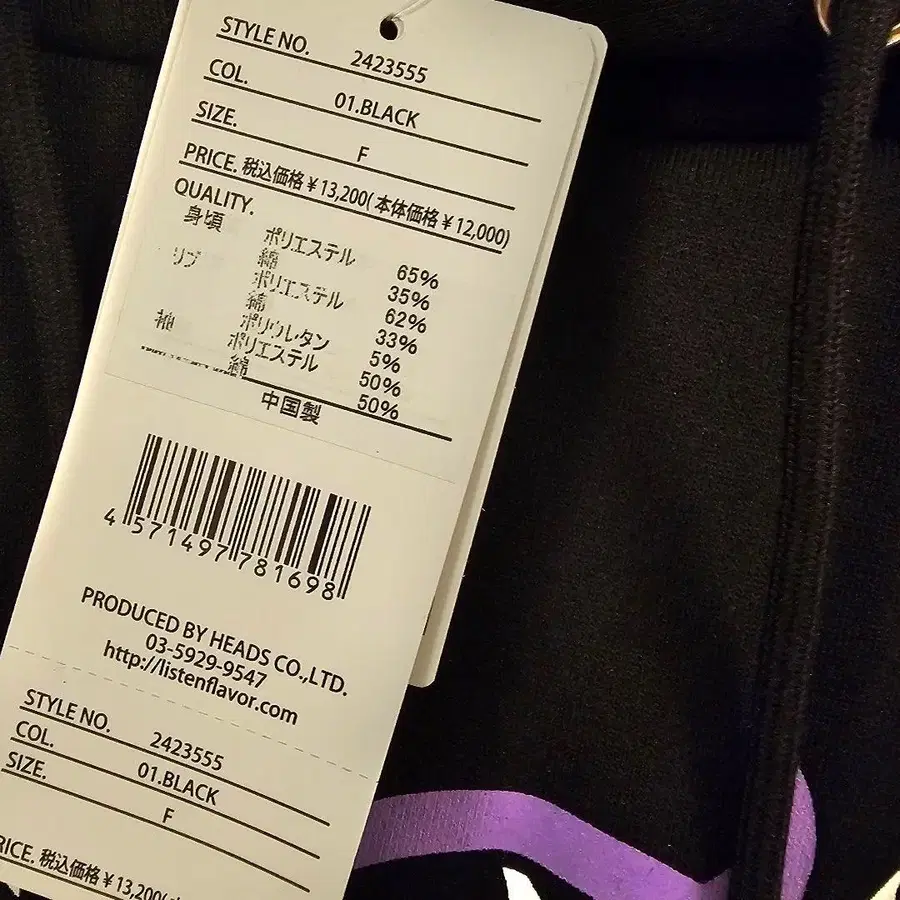 STYLE NO. 2423555
COL. 01.BLACK
SIZE. F
PRICE. 税込価格 ¥13,200(本体価格 ¥12,000)
QUALITY.
身頃 ポリエステル 65%
綿 35%
リブ ポリエステル 62%
綿 33%
ポリウレタン 5%
袖 ポリエステル 50%
綿 50%
中国製
4 571497 781698
PRODUCED BY HEADS CO.,LTD.
03-5929-9547
http://listenflavor.com
STYLE NO. 2423555
COL. 01.BLACK
SIZE. F
RICE. 税込価格 ¥13,200(